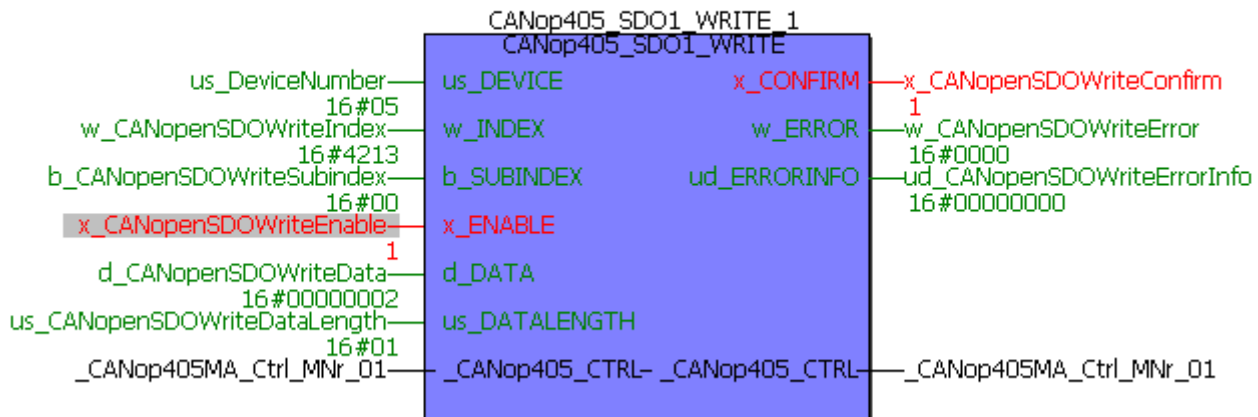 CANop405_SDO1_WRITE_1
CANop405_SDO1_WRITE
us_DeviceNumber us_DEVICE x_CONFIRM x_CANopenSDOWriteConfirm
16#05 1
w_CANopenSDOWriteIndex w_INDEX w_ERROR w_CANopenSDOWriteError
16#4213 16#0000
b_CANopenSDOWriteSubindex b_SUBINDEX ud_ERRORINFO ud_CANopenSDOWriteErrorInfo
16#00 16#00000000
x_CANopenSDOWriteEnable x_ENABLE
1
d_CANopenSDOWriteData d_DATA
16#00000002
us_CANopenSDOWriteDataLength us_DATALENGTH
16#01
_CANop405MA_Ctrl_MNr_01 _CANop405_CTRL _CANop405_CTRL _CANop405MA_Ctrl_MNr_01